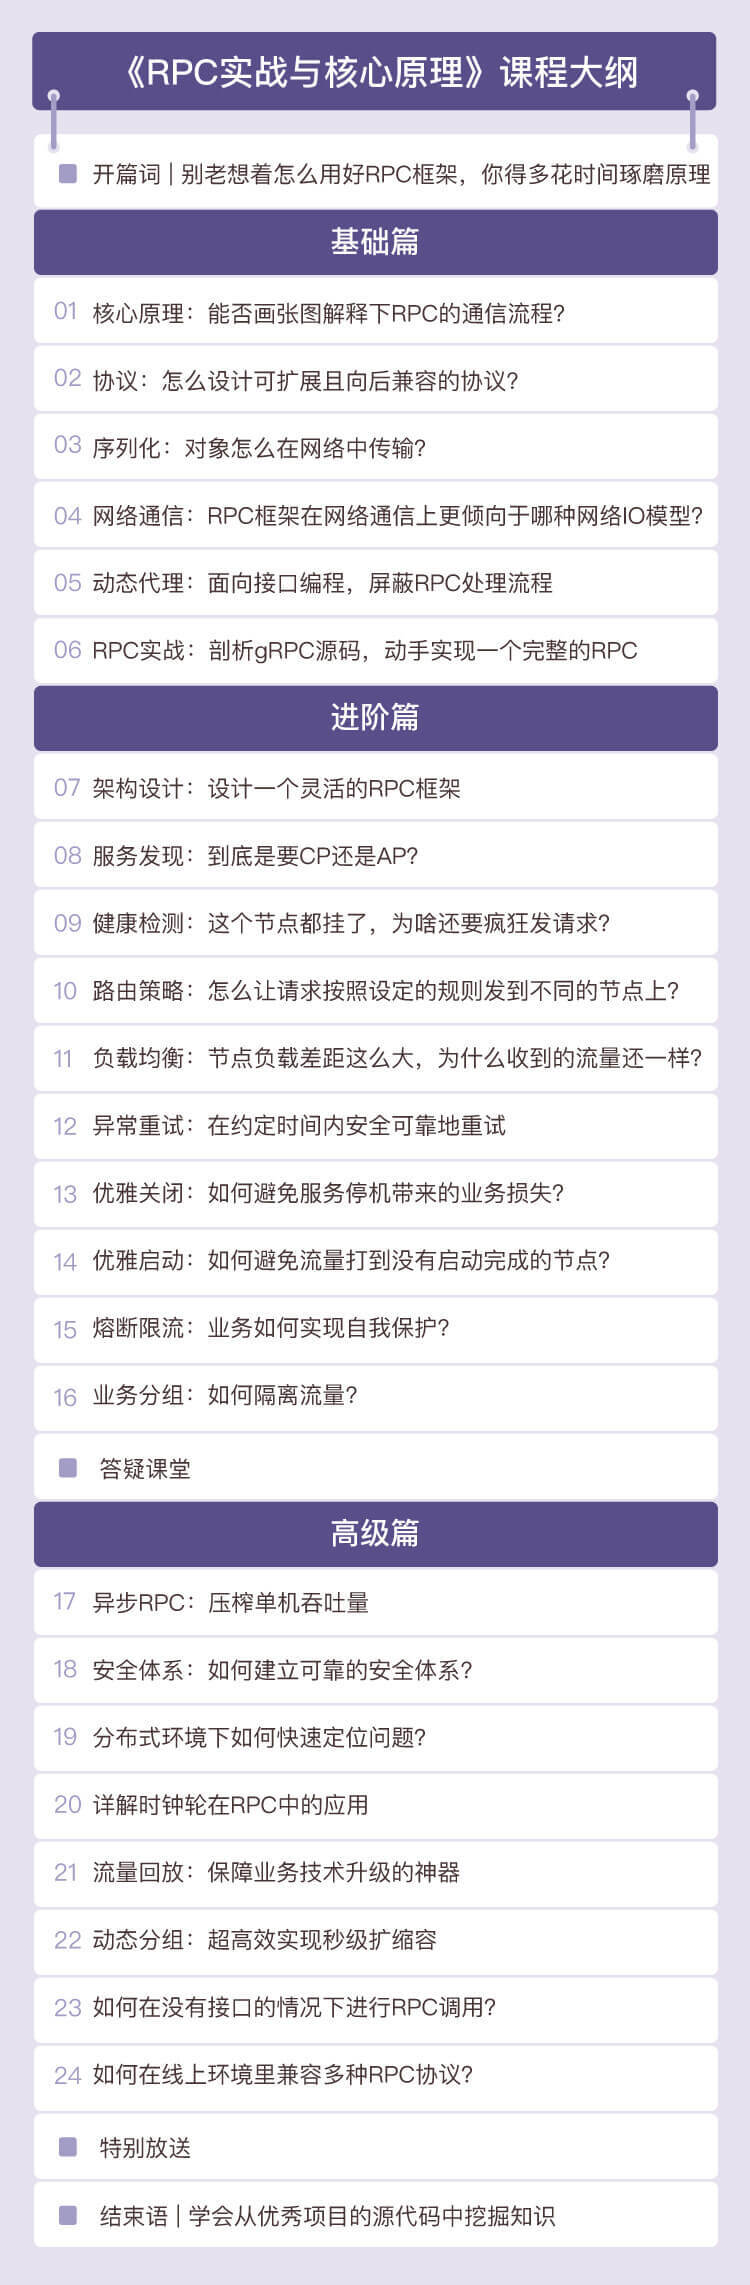 《RPC实战与核心原理》课程大纲
开篇词 | 别老想着怎么用好RPC框架，你得多花时间琢磨原理
基础篇
01 核心原理：能否画张图解释下RPC的通信流程？
02 协议：怎么设计可扩展且向后兼容的协议？
03 序列化：对象怎么在网络中传输？
04 网络通信：RPC框架在网络通信上更倾向于哪种网络IO模型？
05 动态代理：面向接口编程，屏蔽RPC处理流程
06 RPC实战：剖析gRPC源码，动手实现一个完整的RPC
进阶篇
07 架构设计：设计一个灵活的RPC框架
08 服务发现：到底是要CP还是AP？
09 健康检测：这个节点都挂了，为啥还要疯狂发请求？
10 路由策略：怎么让请求按照设定的规则发到不同的节点上？
11 负载均衡：节点负载差距这么大，为什么收到的流量还一样？
12 异常重试：在约定时间内安全可靠地重试
13 优雅关闭：如何避免服务停机带来的业务损失？
14 优雅启动：如何避免流量打到没有启动完成的节点？
15 熔断限流：业务如何实现自我保护？
16 业务分组：如何隔离流量？
答疑课堂
高级篇
17 异步RPC：压榨单机吞吐量
18 安全体系：如何建立可靠的安全体系？
19 分布式环境下如何快速定位问题？
20 详解时钟轮在RPC中的应用
21 流量回放：保障业务技术升级的神器
22 动态分组：超高效实现秒级扩缩容
23 如何在没有接口的情况下进行RPC调用？
24 如何在线上环境里兼容多种RPC协议？
特别放送
结束语 | 学会从优秀项目的源代码中挖掘知识